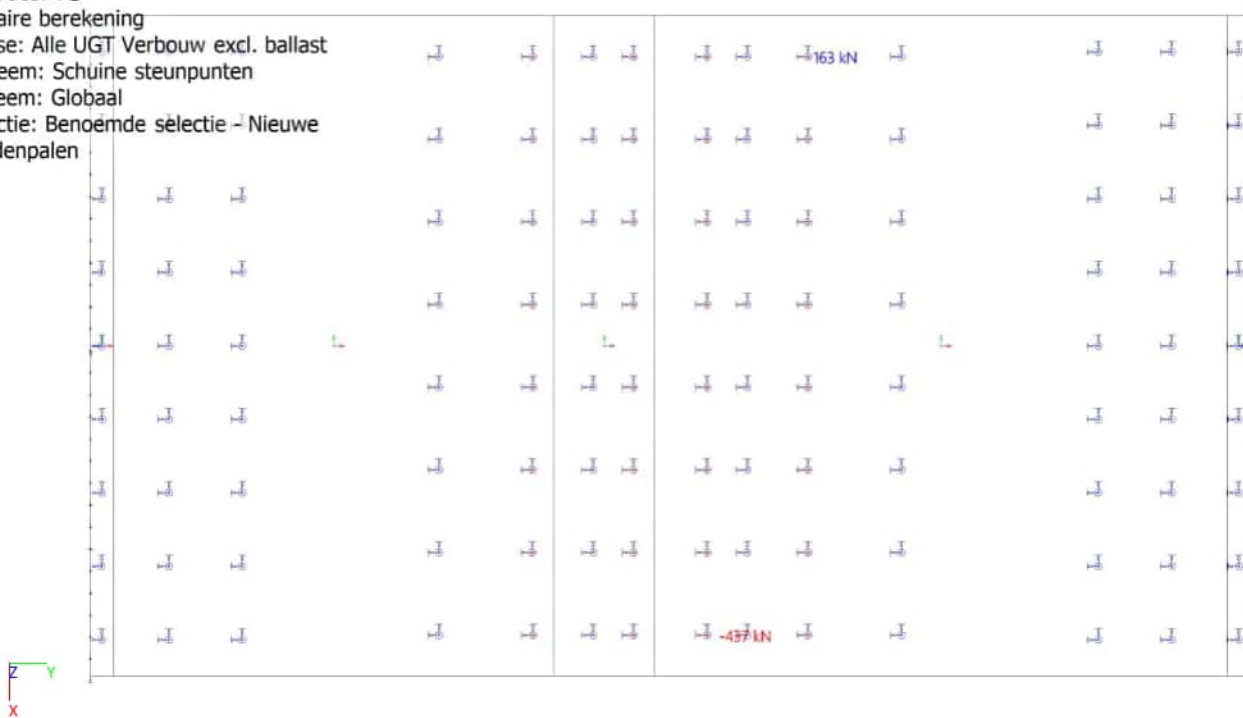 aire berekening
se: Alle UGT Verbouw excl. ballast
eem: Schuine steunpunten
eem: Globaal
ctie: Benoemde selectie - Nieuwe
denpalen
163 kN
-437 kN
Z Y
X